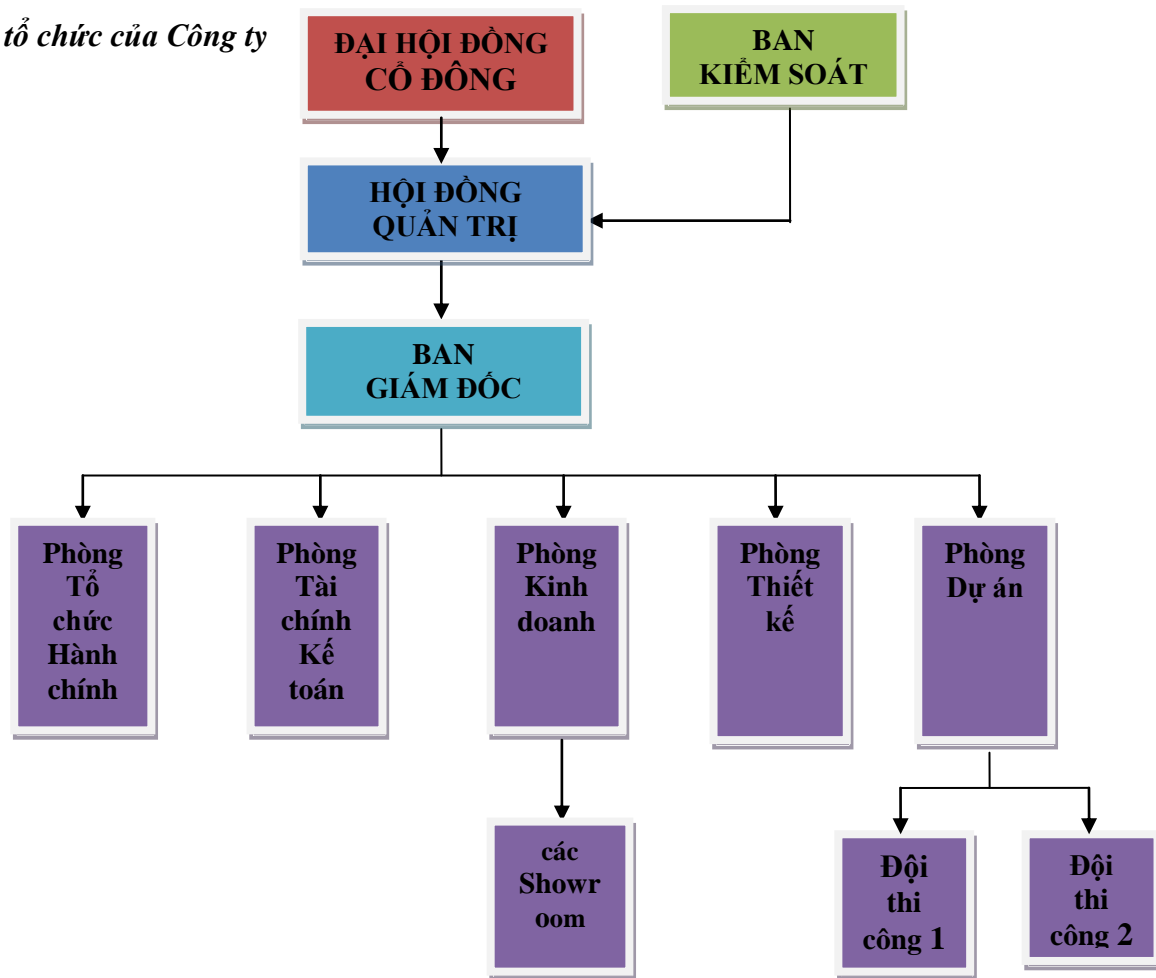 tổ chức của Công ty
ĐẠI HỘI ĐỒNG
CỔ ĐÔNG
BAN
KIỂM SOÁT
HỘI ĐỒNG
QUẢN TRỊ
BAN
GIÁM ĐỐC
Phòng
Tổ
chức
Hành
chính
Phòng
Tài
chính
Kế
toán
Phòng
Kinh
doanh
Phòng
Thiết
kế
Phòng
Dự án
các
Showr
oom
Đội
thi
công 1
Đội
thi
công 2